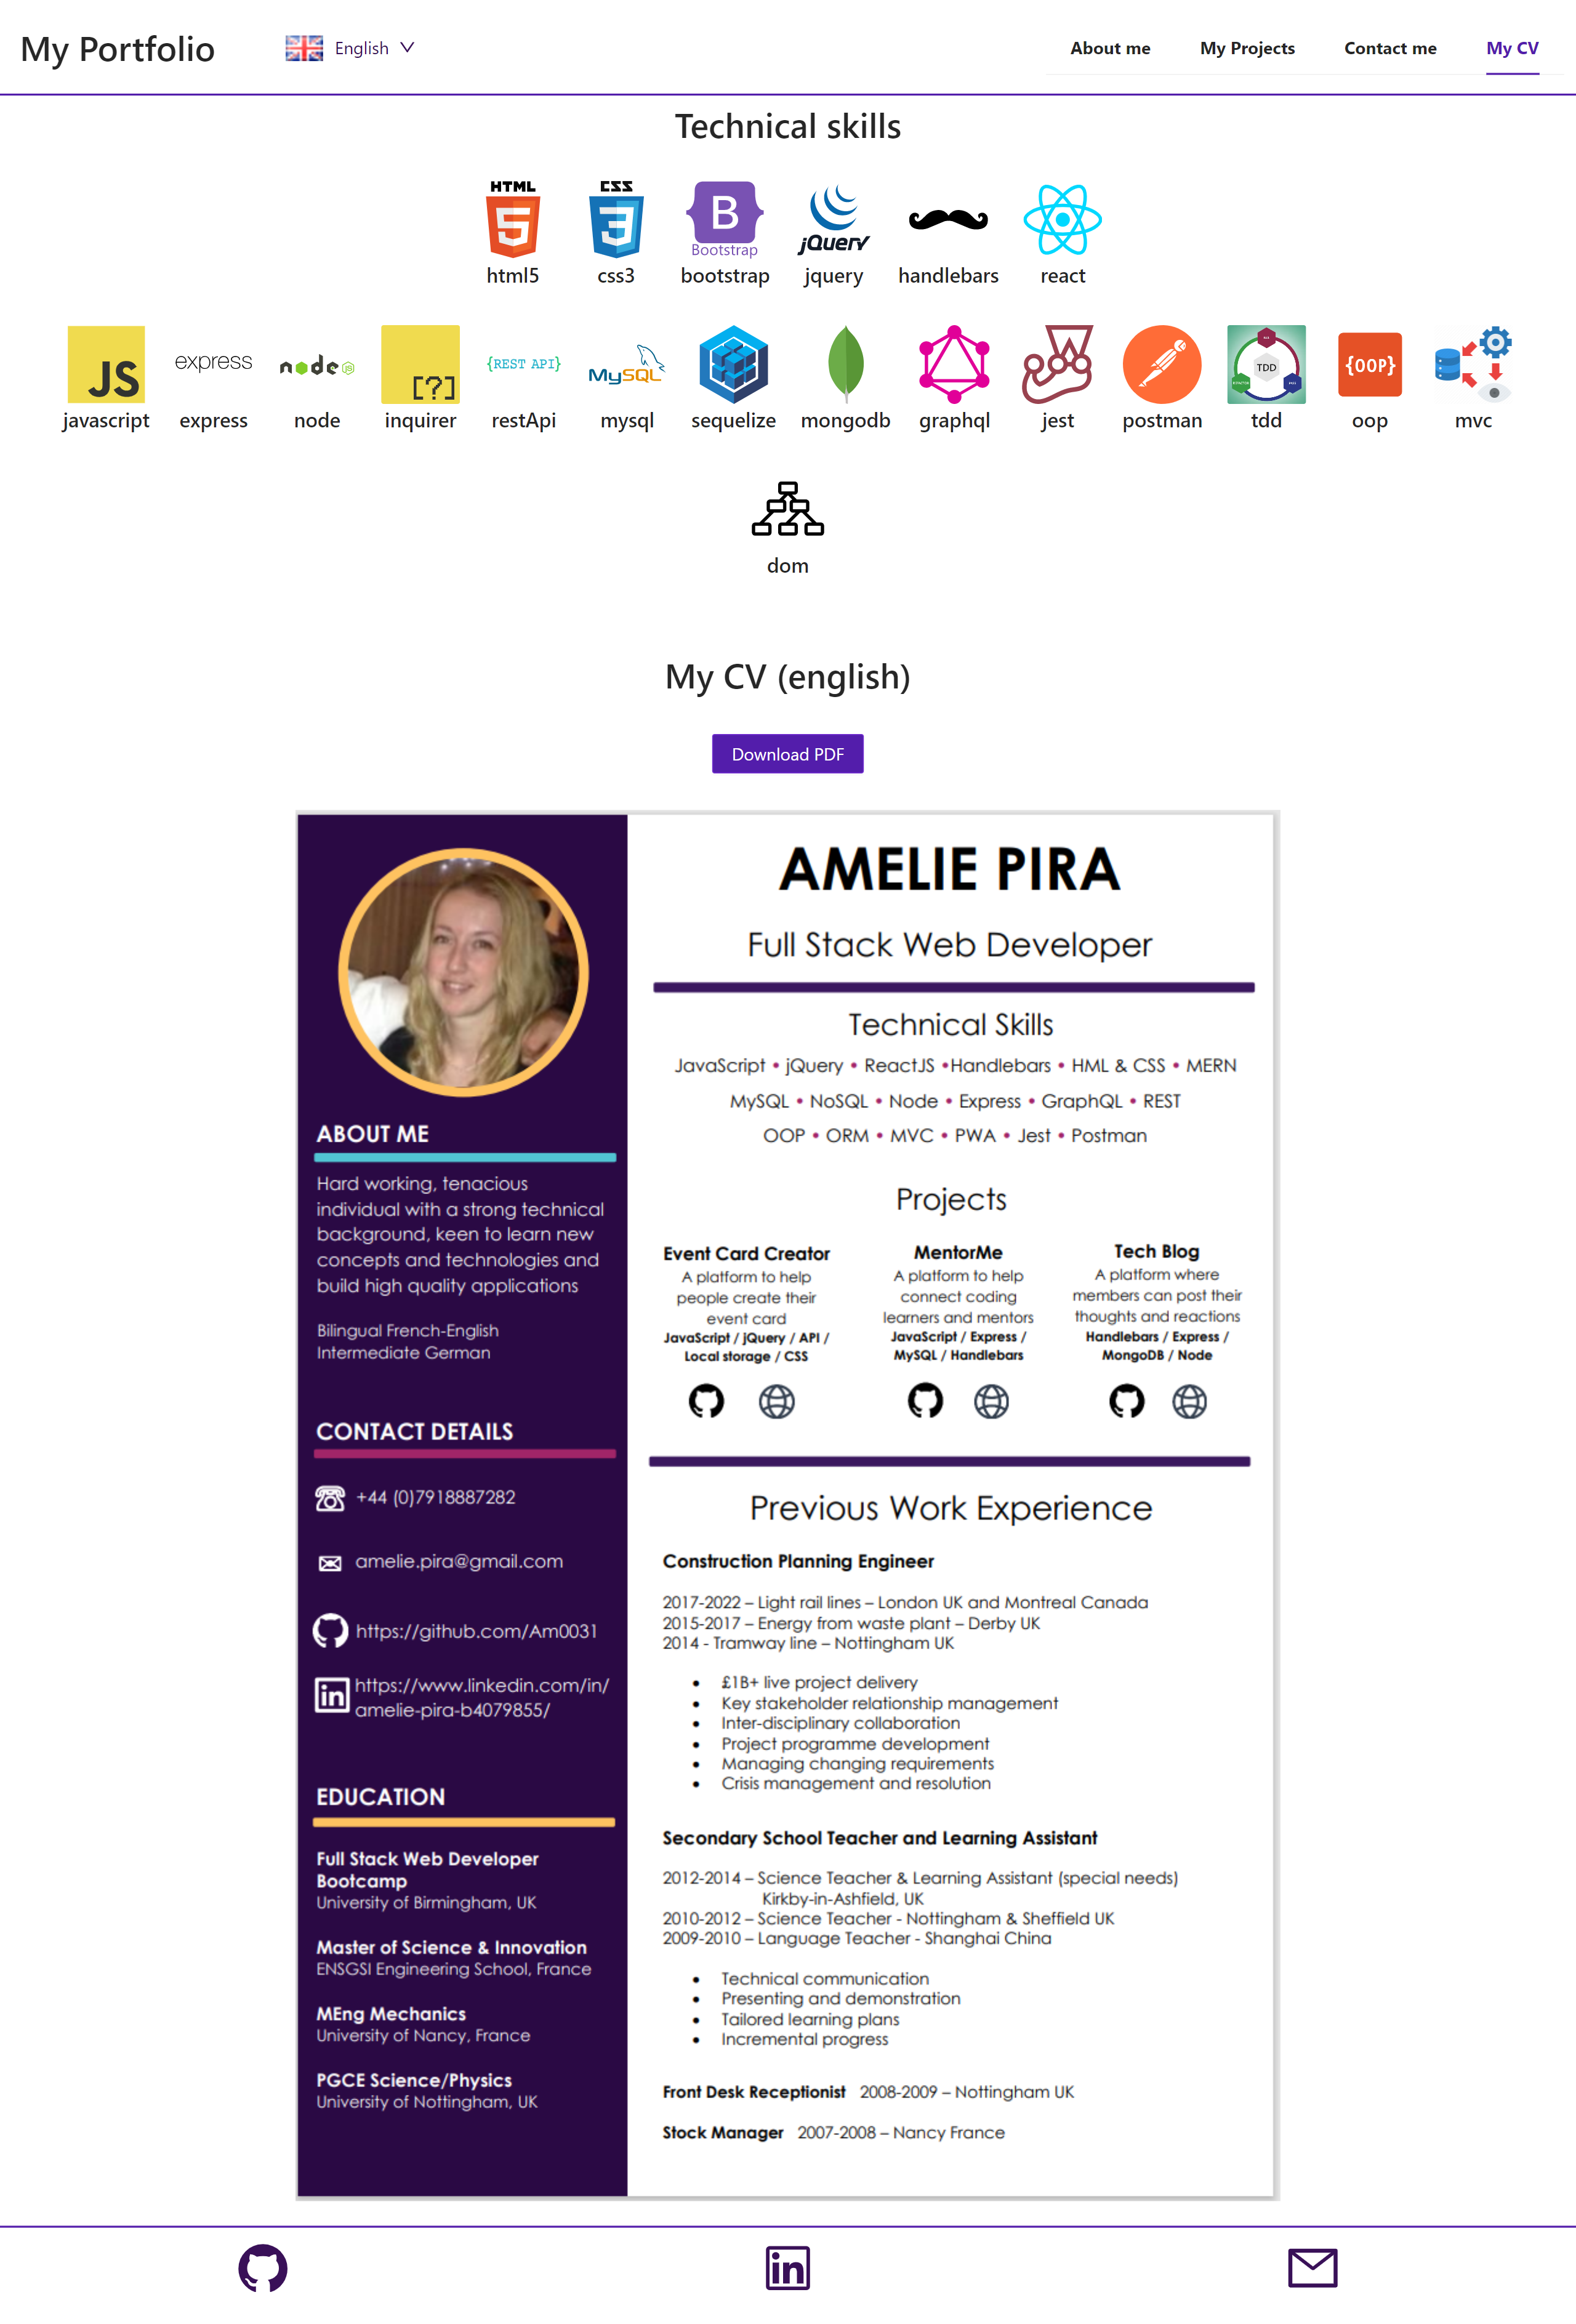 My Portfolio
English
About me
My Projects
Contact me
My CV
Technical skills
HTML
5
html5
CSS
3
css3
B
Bootstrap
bootstrap
jQuery
jquery
handlebars
react
JS
javascript
express
express
node
JS
node
[?]
inquirer
{REST API}
restApi
MySQL
mysql
sequelize
mongodb
graphql
jest
postman
TDD
tdd
{OOP}
oop
mvc
dom
My CV (english)
Download PDF
AMELIE PIRA
Full Stack Web Developer
Technical Skills
JavaScript • jQuery • ReactJS •Handlebars • HML & CSS • MERN
MySQL • NoSQL • Node • Express • GraphQL • REST
OOP • ORM • MVC • PWA • Jest • Postman
Projects
Event Card Creator
A platform to help
people create their
event card
JavaScript / jQuery / API /
Local storage / CSS
MentorMe
A platform to help
connect coding
learners and mentors
JavaScript / Express /
MySQL / Handlebars
Tech Blog
A platform where
members can post their
thoughts and reactions
Handlebars / Express /
MongoDB / Node
ABOUT ME
Hard working, tenacious
individual with a strong technical
background, keen to learn new
concepts and technologies and
build high quality applications
Bilingual French-English
Intermediate German
CONTACT DETAILS
+44 (0)7918887282
amelie.pira@gmail.com
https://github.com/Am0031
in
https://www.linkedin.com/in/
amelie-pira-b4079855/
EDUCATION
Full Stack Web Developer
Bootcamp
University of Birmingham, UK
Master of Science & Innovation
ENSGSI Engineering School, France
MEng Mechanics
University of Nancy, France
PGCE Science/Physics
University of Nottingham, UK
Previous Work Experience
Construction Planning Engineer
2017-2022 – Light rail lines – London UK and Montreal Canada
2015-2017 – Energy from waste plant – Derby UK
2014 - Tramway line – Nottingham UK
• £1B+ live project delivery
• Key stakeholder relationship management
• Inter-disciplinary collaboration
• Project programme development
• Managing changing requirements
• Crisis management and resolution
Secondary School Teacher and Learning Assistant
2012-2014 – Science Teacher & Learning Assistant (special needs)
Kirkby-in-Ashfield, UK
2010-2012 – Science Teacher - Nottingham & Sheffield UK
2009-2010 – Language Teacher - Shanghai China
• Technical communication
• Presenting and demonstration
• Tailored learning plans
• Incremental progress
Front Desk Receptionist 2008-2009 – Nottingham UK
Stock Manager 2007-2008 – Nancy France
in